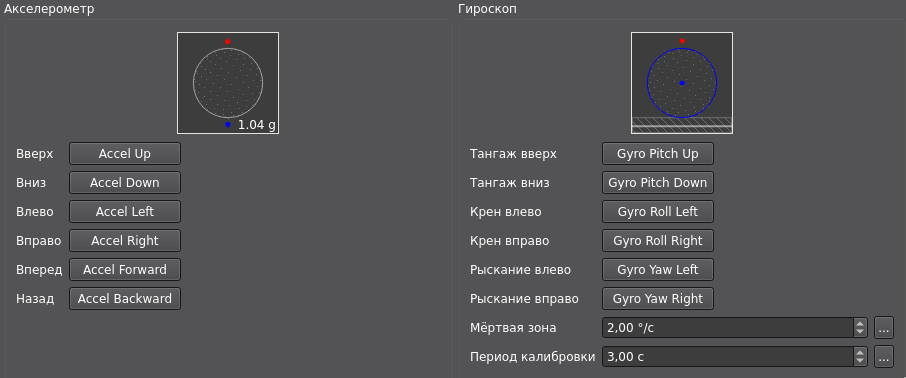 Акселерометр
1.04 g
Вверх Accel Up
Вниз Accel Down
Влево Accel Left
Вправо Accel Right
Вперед Accel Forward
Назад Accel Backward
Гироскоп
Тангаж вверх Gyro Pitch Up
Тангаж вниз Gyro Pitch Down
Крен влево Gyro Roll Left
Крен вправо Gyro Roll Right
Рыскание влево Gyro Yaw Left
Рыскание вправо Gyro Yaw Right
Мёртвая зона 2,00 °/с ...
Период калибровки 3,00 с ...